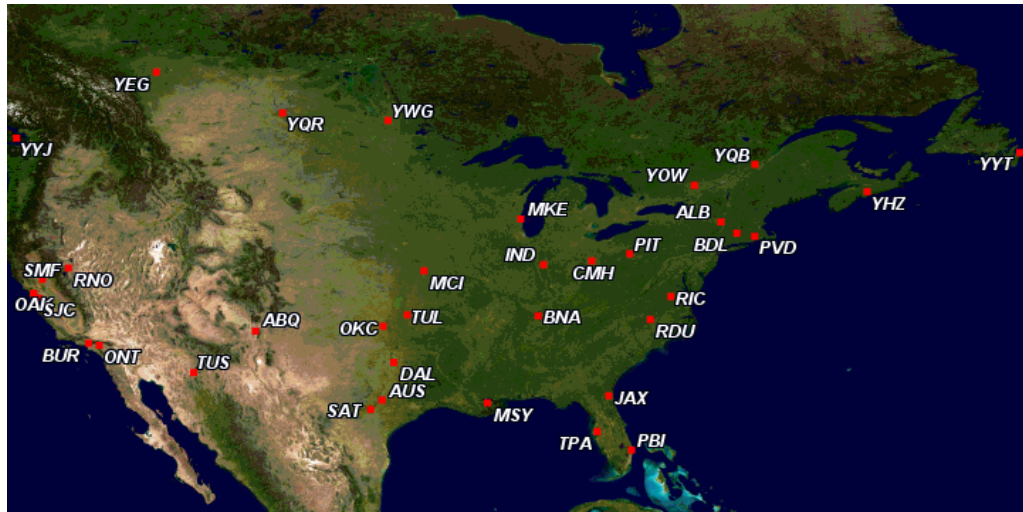 YEG
YQR
YWG
YYJ
YQB
YYT
YOW
YHZ
MKE
ALB
BDL
PVD
IND
PIT
CMH
SMF
RNO
MCI
OAK
SJC
RIC
ABQ
OKC
TUL
BNA
RDU
BUR
ONT
TUS
DAL
AUS
SAT
MSY
JAX
TPA
PBI